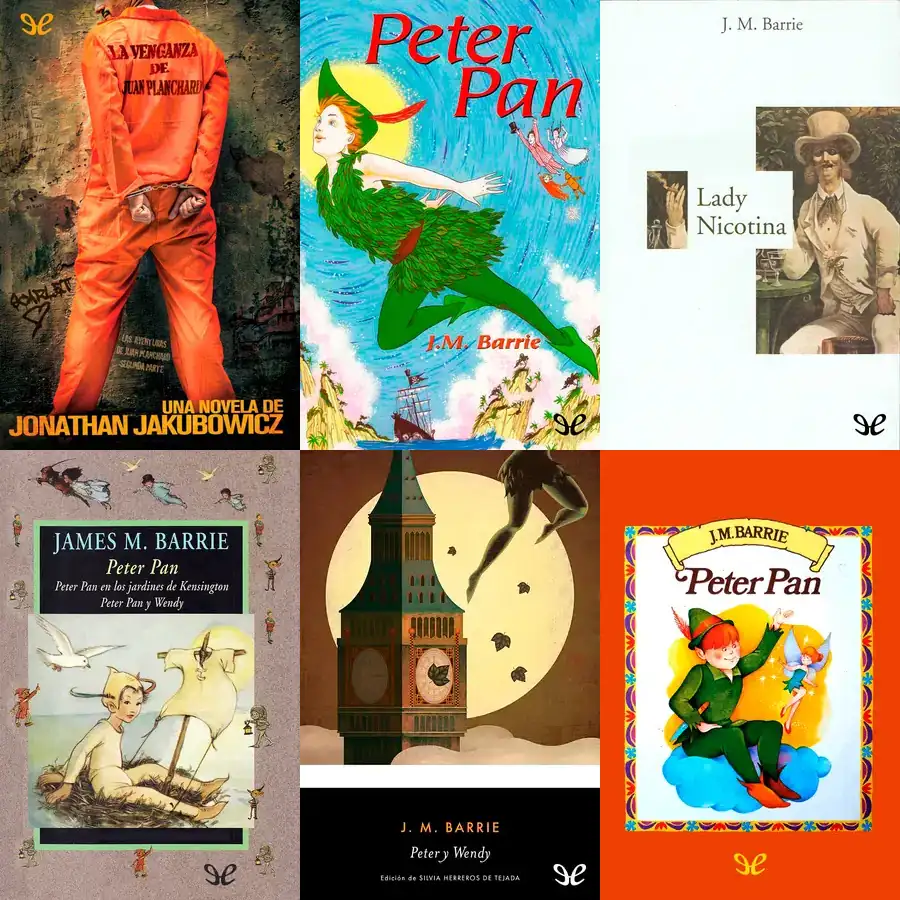 LA VENGANZA
DE
JUAN PLANCHARD
SCARLET
LAS AVENTURAS
DE JUAN PLANCHARD
SEGUNDA PARTE
UNA NOVELA DE
JONATHAN JAKUBOWICZ
Peter
Pan
J.M. Barrie
J. M. Barrie
Lady
Nicotina
JAMES M. BARRIE
Peter Pan
Peter Pan en los jardines de Kensington
Peter Pan y Wendy
J. M. BARRIE
Peter y Wendy
Edición de SILVIA HERREROS DE TEJADA
J.M. BARRIE
Peter Pan